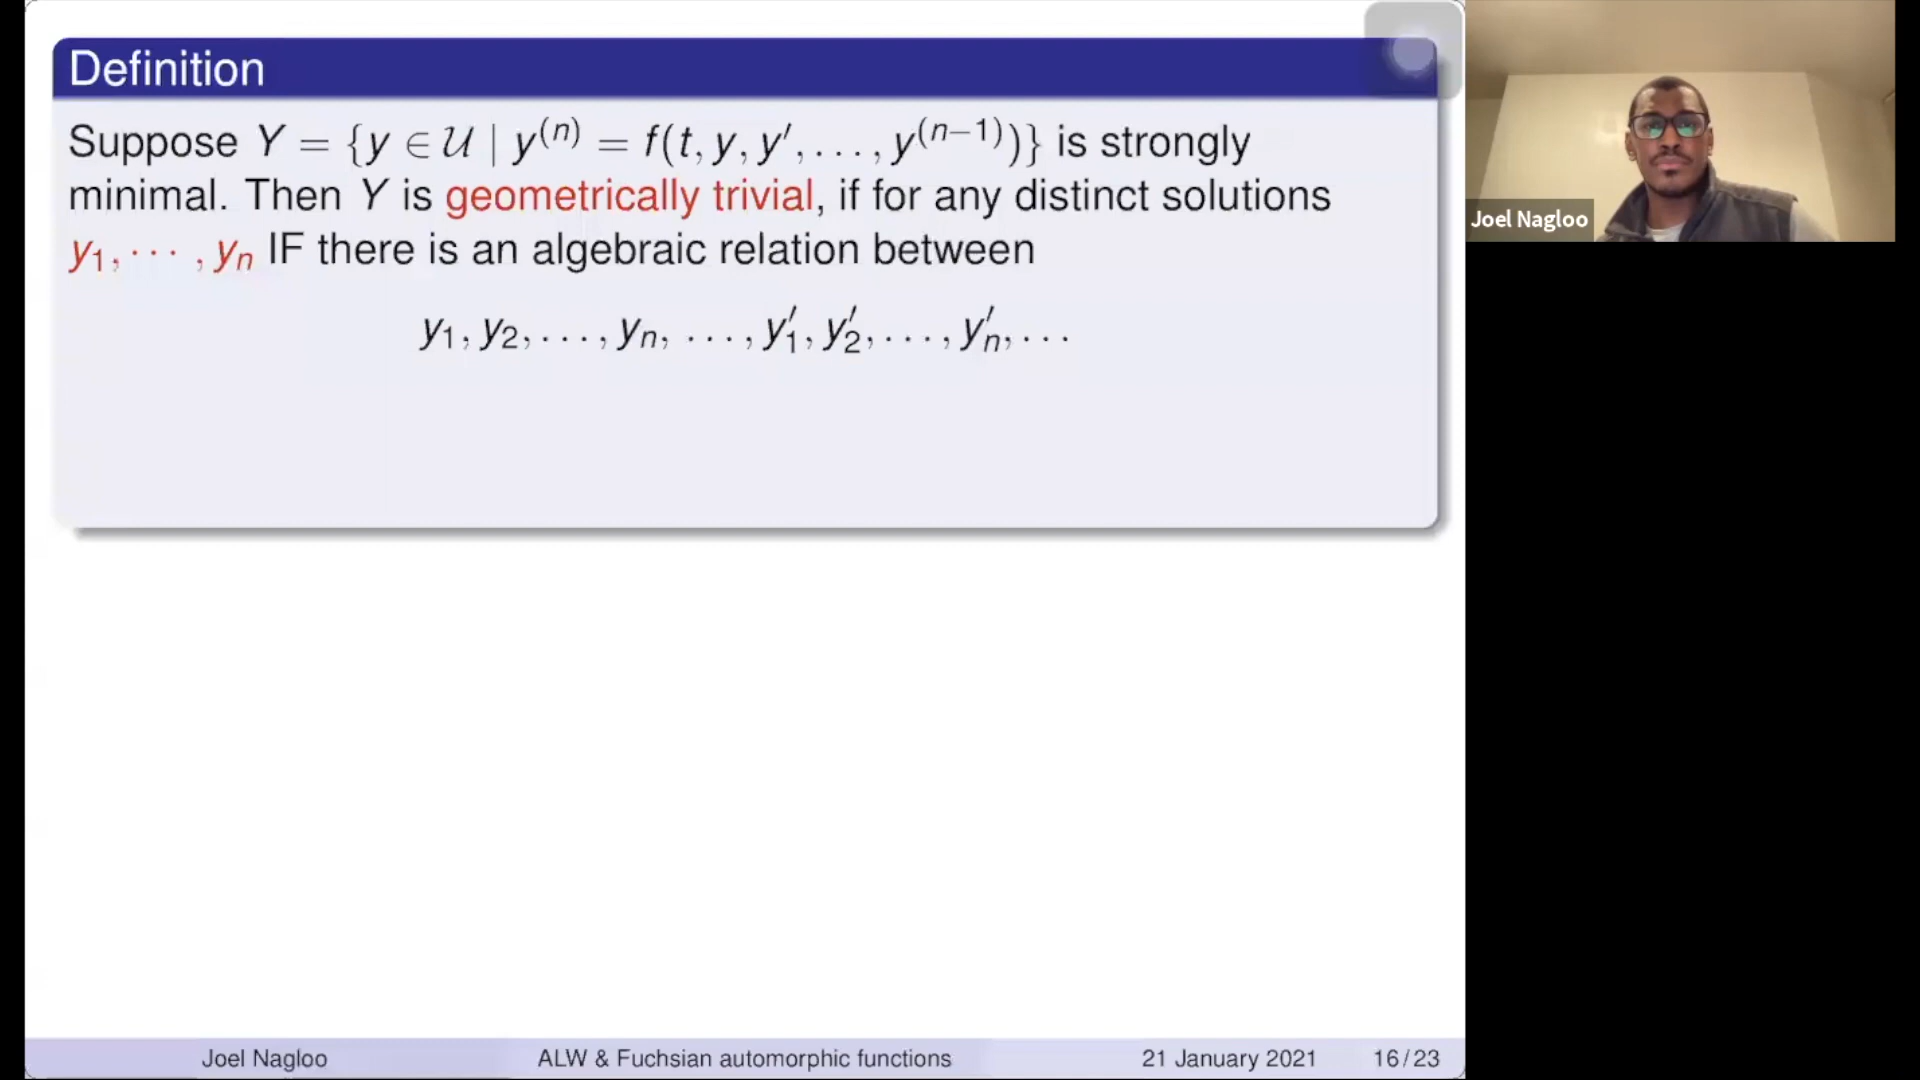 Definition
Suppose Y = {y ∈ 𝒰 | y⁽ⁿ⁾ = f(t, y, y′, . . . , y⁽ⁿ⁻¹⁾)} is strongly
minimal. Then Y is geometrically trivial, if for any distinct solutions
y₁, · · · , yₙ IF there is an algebraic relation between
y₁, y₂, . . . , yₙ, . . . , y′₁, y′₂, . . . , y′ₙ, . . .
Joel Nagloo
Joel Nagloo ALW & Fuchsian automorphic functions 21 January 2021 16 / 23